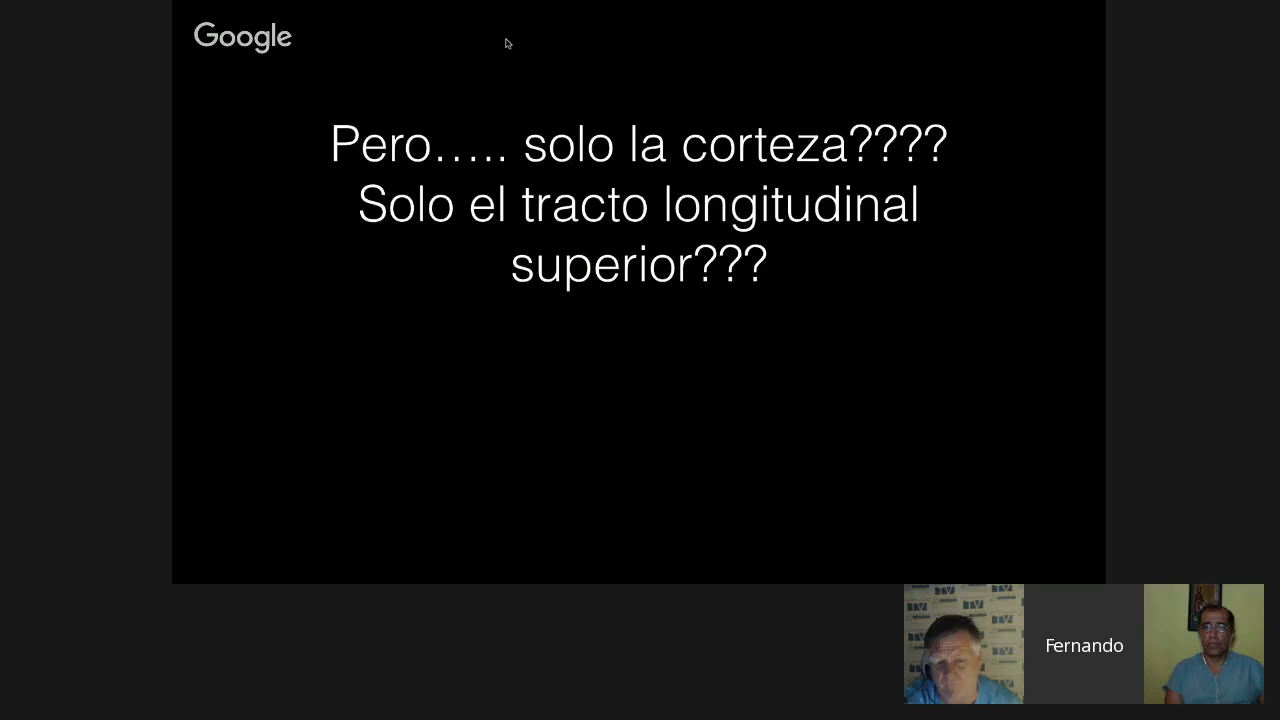 Google
Pero….. solo la corteza????
Solo el tracto longitudinal
superior???
Fernando